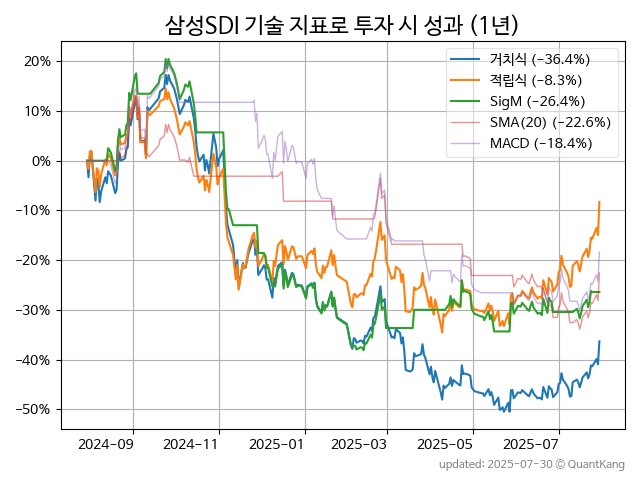 삼성SDI 기술 지표로 투자 시 성과 (1년)
거치식 (−36.4%)
적립식 (−8.3%)
SigM (−26.4%)
SMA(20) (−22.6%)
MACD (−18.4%)
20%
10%
0%
−10%
−20%
−30%
−40%
−50%
2024-09 2024-11 2025-01 2025-03 2025-05 2025-07
updated: 2025-07-30 © QuantKang